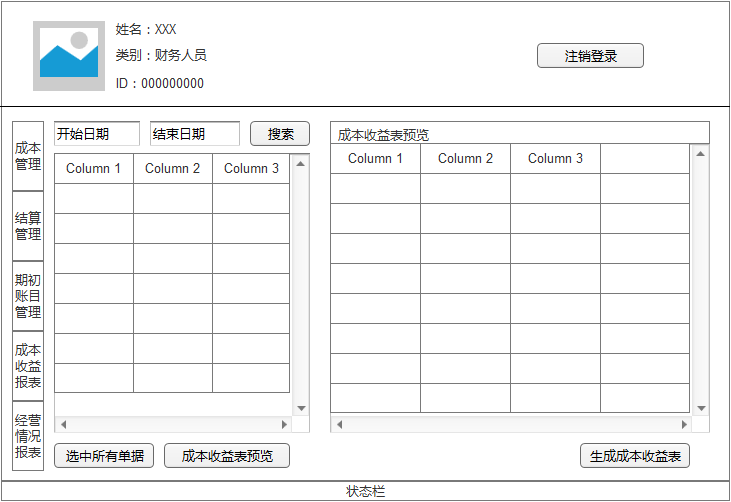 姓名：XXX
类别：财务人员
ID：000000000
注销登录
成本
管理
结算
管理
期初
账目
管理
成本
收益
报表
经营
情况
报表
开始日期
结束日期
搜索
Column 1 Column 2 Column 3
选中所有单据
成本收益表预览
成本收益表预览
Column 1 Column 2 Column 3
生成成本收益表
状态栏